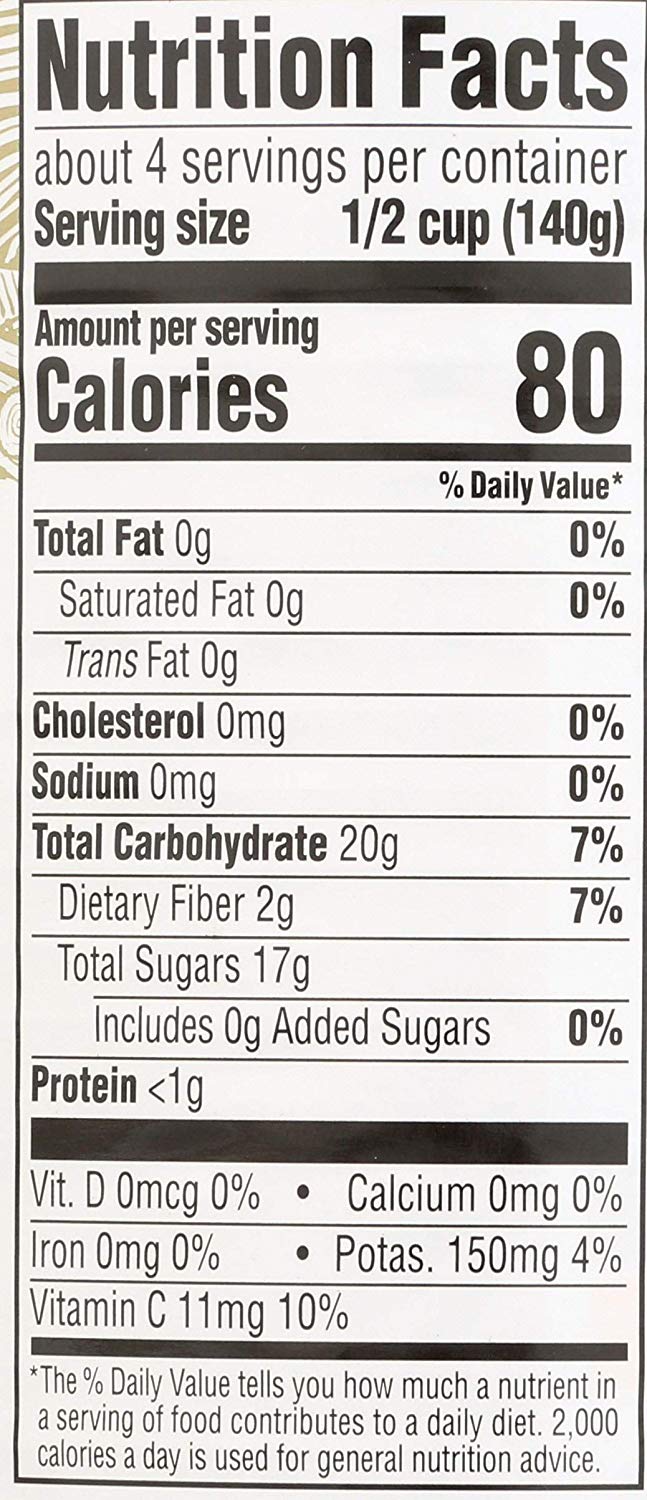 Nutrition Facts
about 4 servings per container
Serving size 1/2 cup (140g)
Amount per serving
Calories 80
% Daily Value*
Total Fat 0g 0%
Saturated Fat 0g 0%
Trans Fat 0g
Cholesterol 0mg 0%
Sodium 0mg 0%
Total Carbohydrate 20g 7%
Dietary Fiber 2g 7%
Total Sugars 17g
Includes 0g Added Sugars 0%
Protein <1g
Vit. D 0mcg 0% • Calcium 0mg 0%
Iron 0mg 0% • Potas. 150mg 4%
Vitamin C 11mg 10%
*The % Daily Value tells you how much a nutrient in
a serving of food contributes to a daily diet. 2,000
calories a day is used for general nutrition advice.